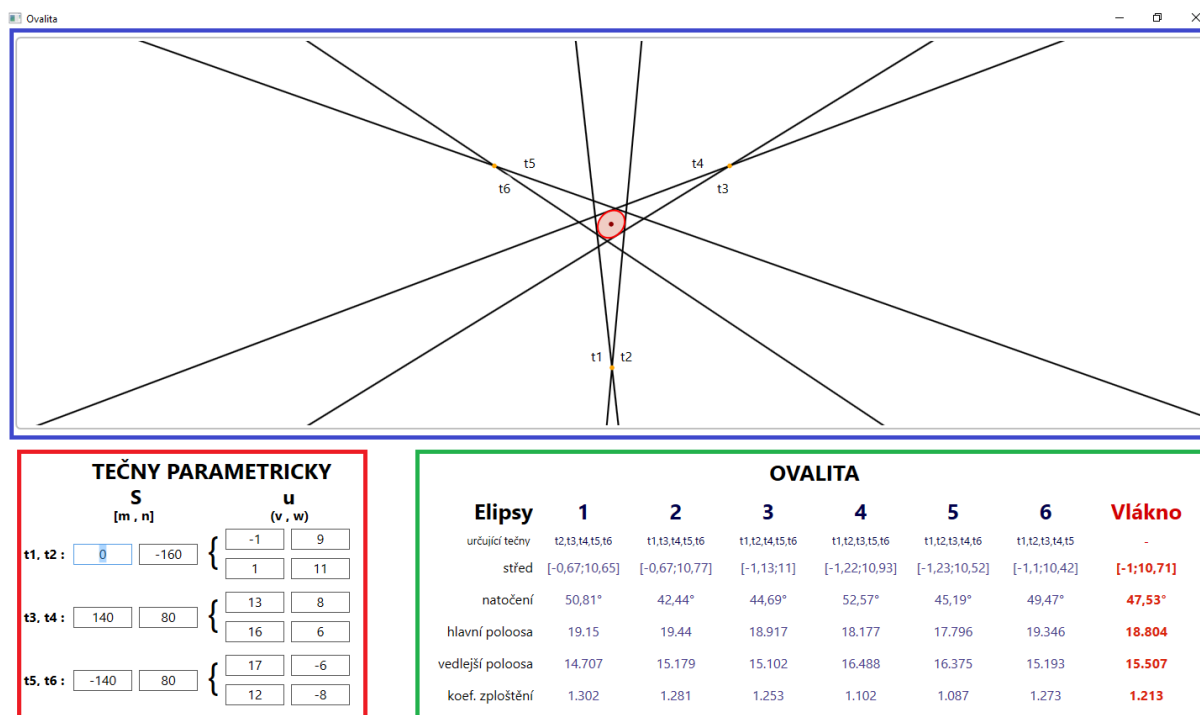 Ovalita
t5
t4
t6
t3
t1
t2
TEČNY PARAMETRICKY
S
u
[m , n]
(v , w)
t1, t2 :
0
-160
{
-1
9
1
11
t3, t4 :
140
80
{
13
8
16
6
t5, t6 :
-140
80
{
17
-6
12
-8
OVALITA
Elipsy 1 2 3 4 5 6 Vlákno
určující tečny t2,t3,t4,t5,t6 t1,t3,t4,t5,t6 t1,t2,t4,t5,t6 t1,t2,t3,t5,t6 t1,t2,t3,t4,t6 t1,t2,t3,t4,t5 -
střed [-0,67;10,65] [-0,67;10,77] [-1,13;11] [-1,22;10,93] [-1,23;10,52] [-1,1;10,42] [-1;10,71]
natočení 50,81° 42,44° 44,69° 52,57° 45,19° 49,47° 47,53°
hlavní poloosa 19.15 19.44 18.917 18.177 17.796 19.346 18.804
vedlejší poloosa 14.707 15.179 15.102 16.488 16.375 15.193 15.507
koef. zploštění 1.302 1.281 1.253 1.102 1.087 1.273 1.213